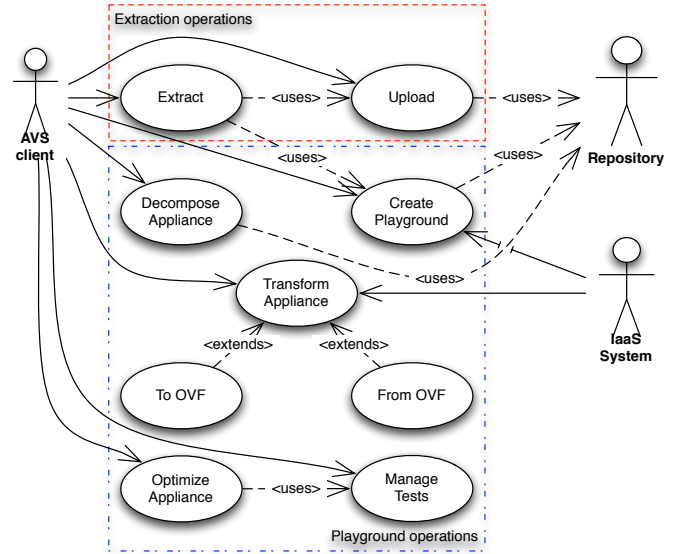 Extraction operations
Extract
<uses>
Upload
<uses>
AVS
client
Repository
<uses>
<uses>
Decompose
Appliance
Create
Playground
<uses>
Transform
Appliance
IaaS
System
<extends>
<extends>
To OVF
From OVF
Optimize
Appliance
<uses>
Manage
Tests
Playground operations